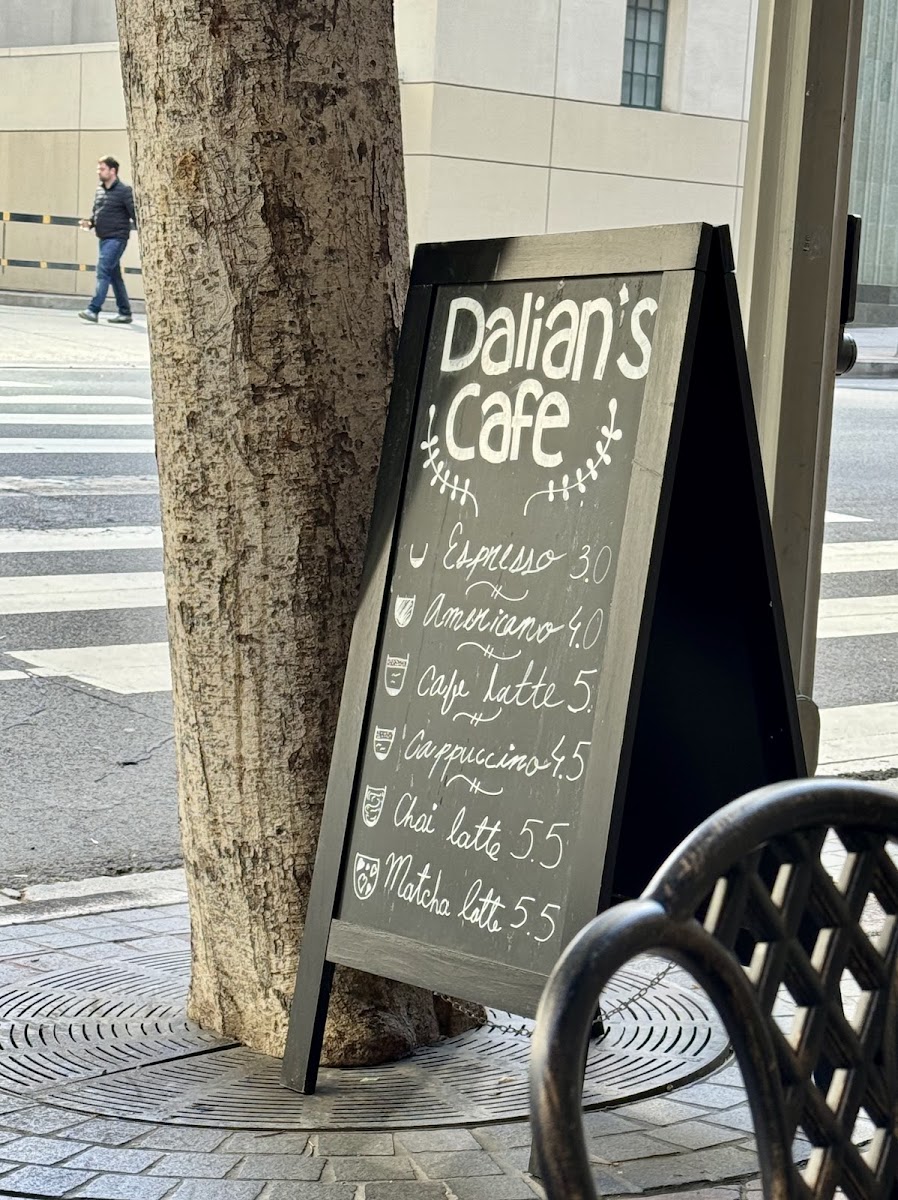 Dalian's
Cafe
Espresso 3.0
Americano 4.0
Cafe Latte 5.
Cappuccino 4.5
Chai latte 5.5
Matcha latte 5.5